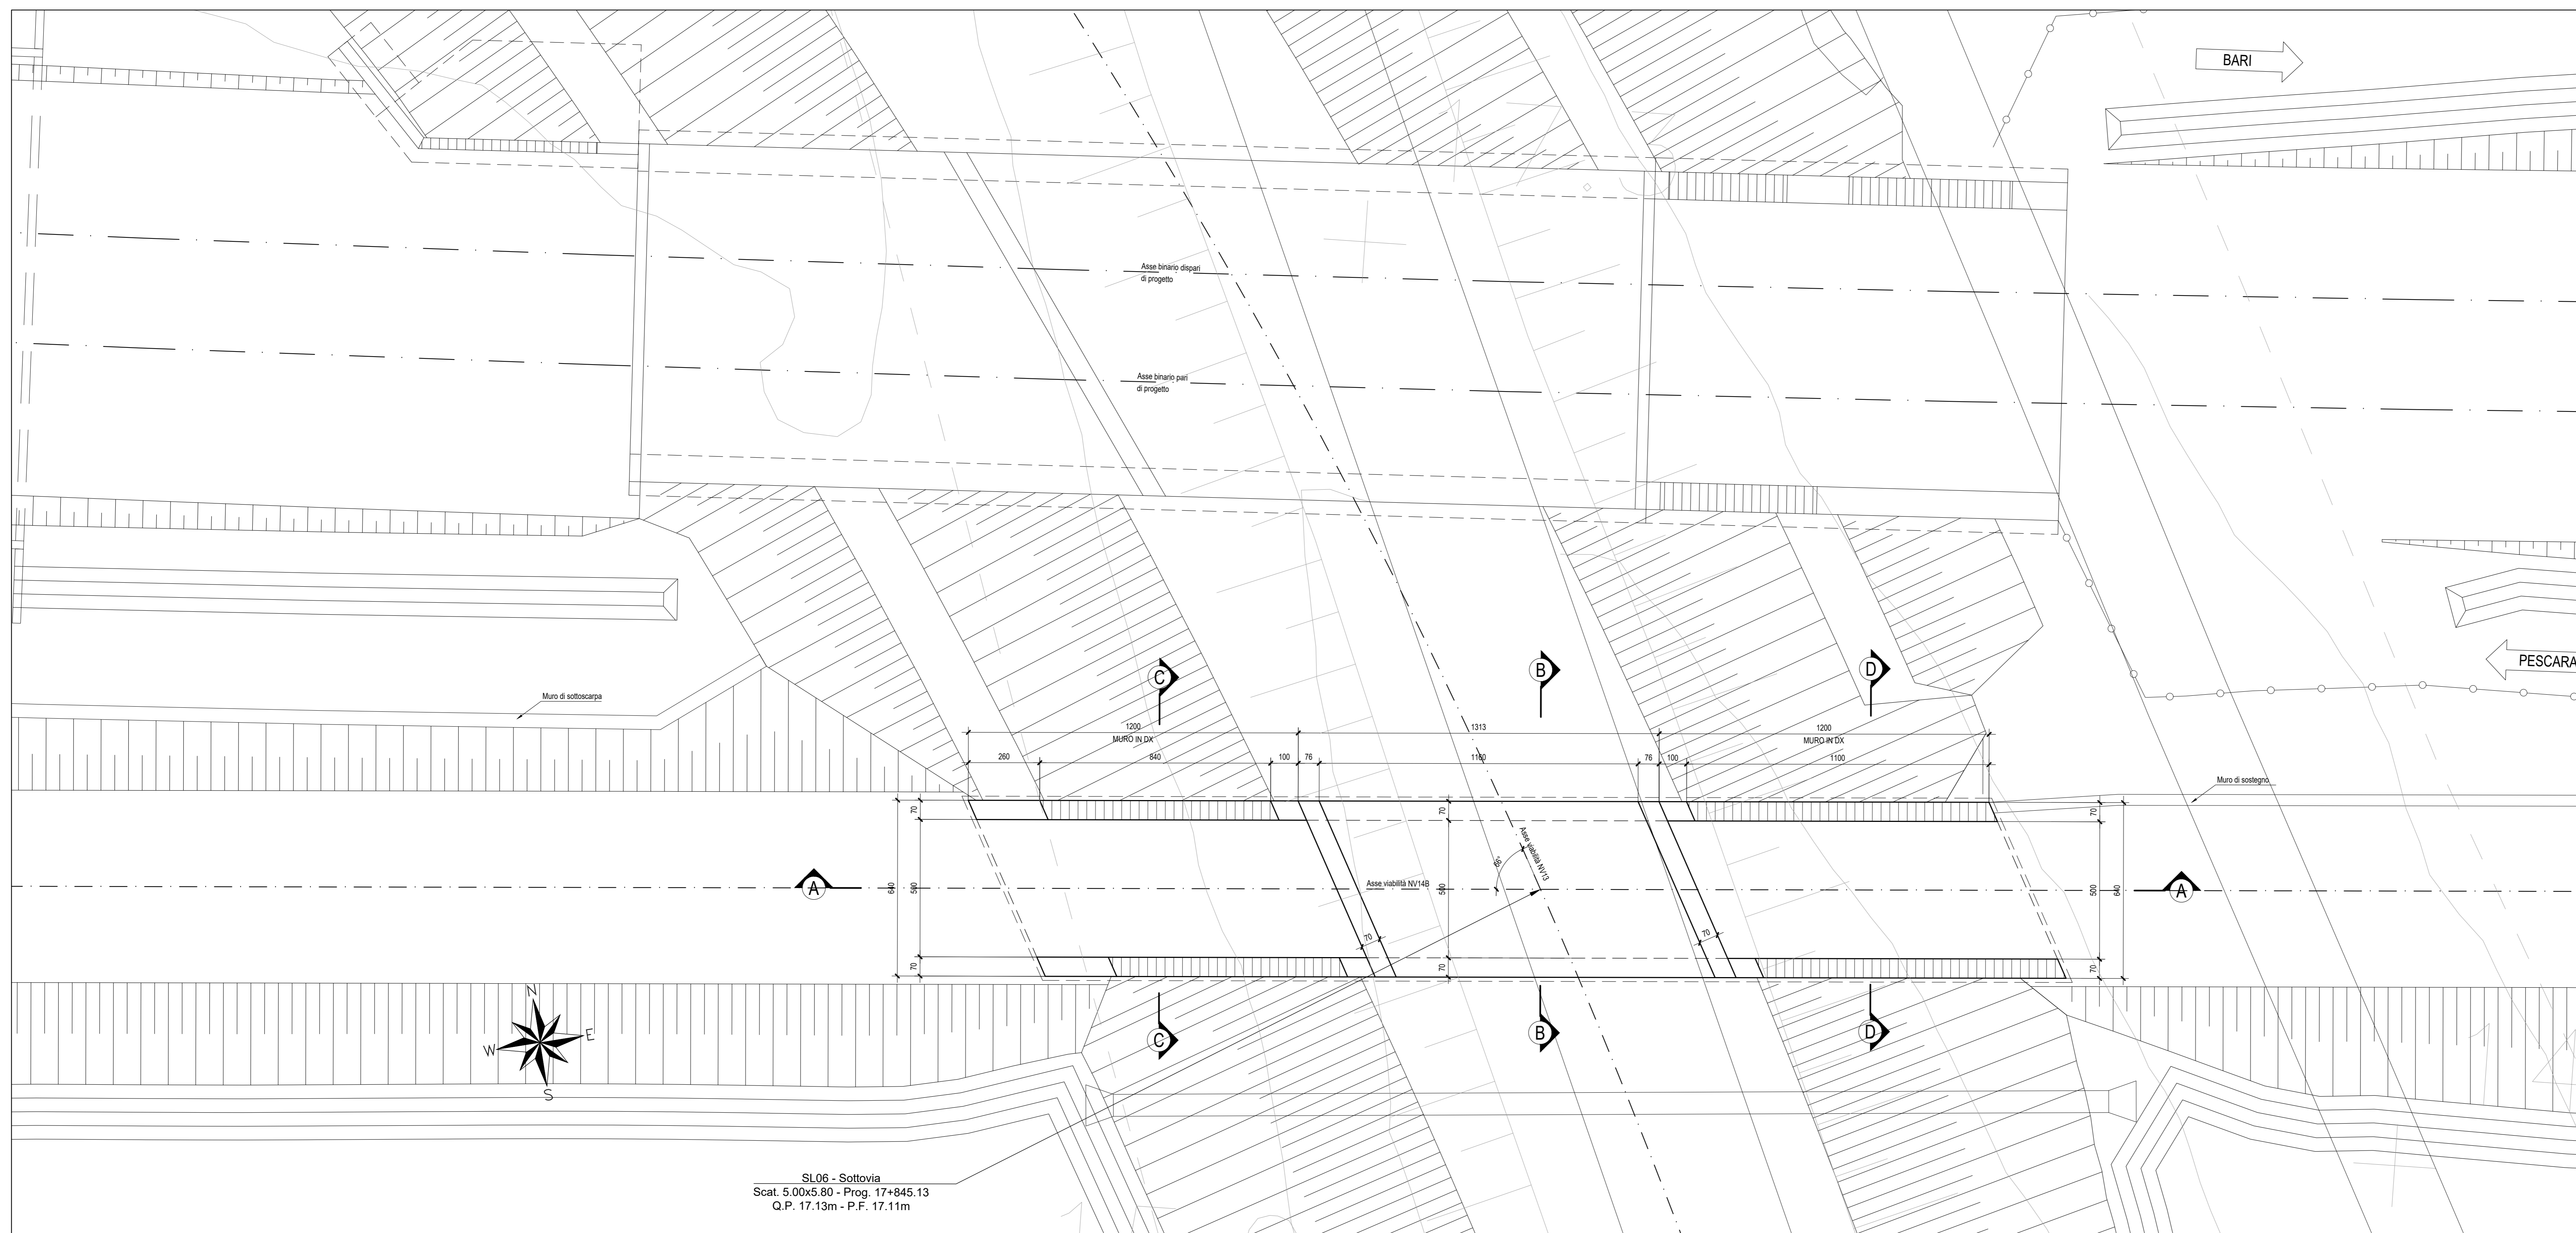 BARI
Asse binario dispari
di progetto
Asse binario pari
di progetto
PESCARA
C
B
D
Muro di sottoscarpa
1200
MURO IN DX
1313
1200
MURO IN DX
260
840
100
76
1160
76
100
1100
Muro di sostegno
70
70
70
Asse viabilità NV13
66°
A
640
500
Asse viabilità NV14B
500
500
640
A
70
70
70
70
70
N
W
E
S
C
B
D
SL06 - Sottovia
Scat. 5.00x5.80 - Prog. 17+845.13
Q.P. 17.13m - P.F. 17.11m